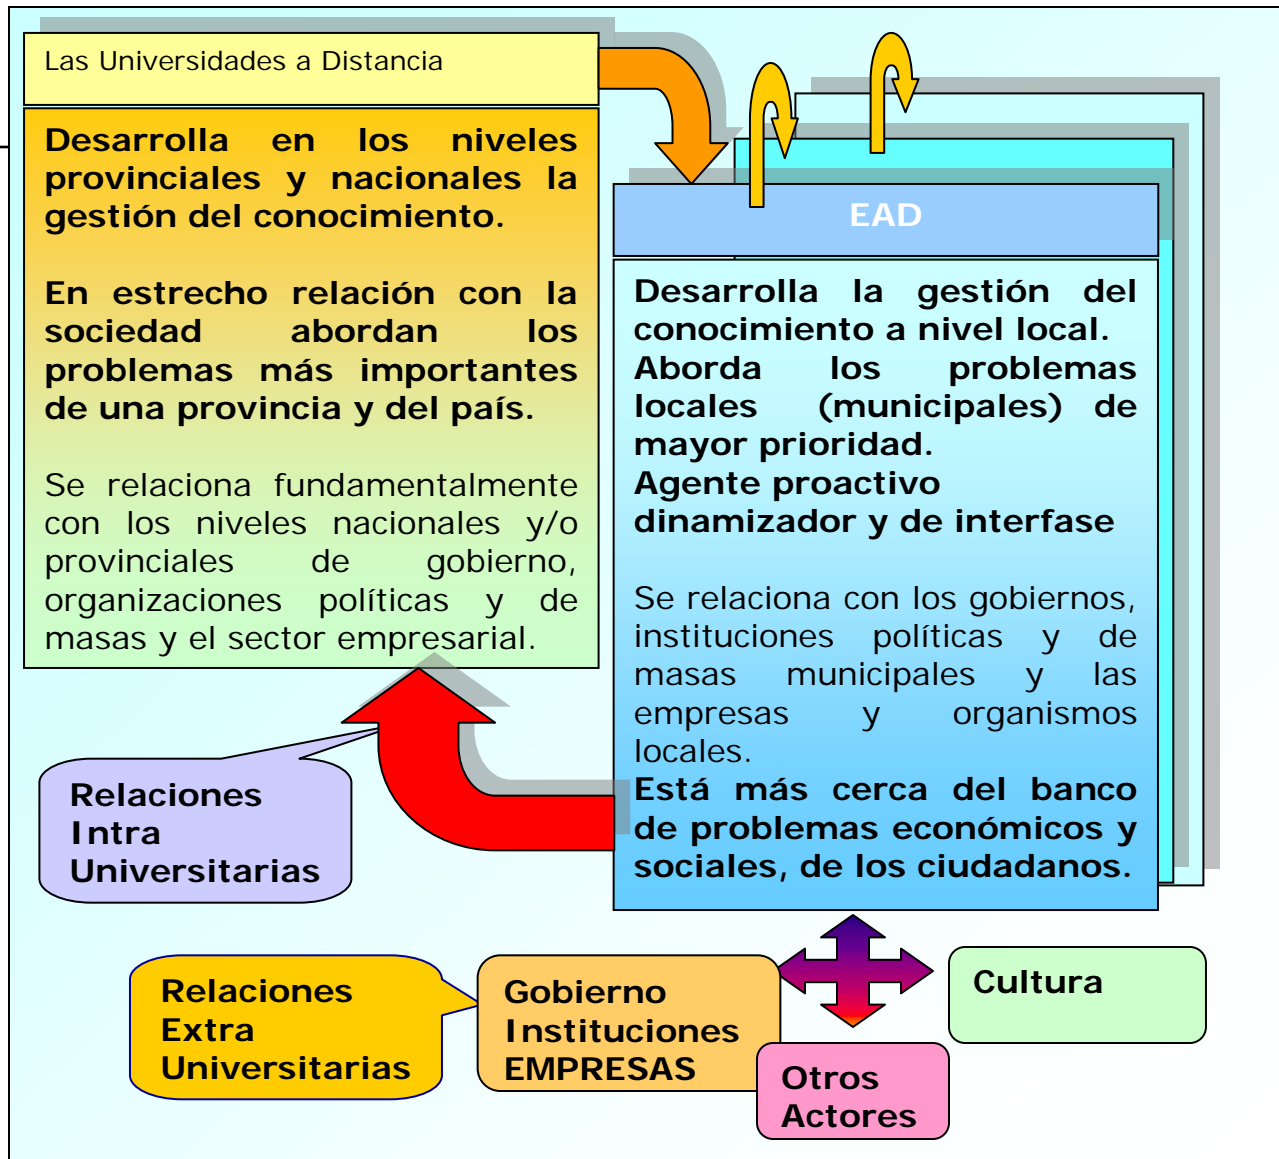 Las Universidades a Distancia
Desarrolla en los niveles
provinciales y nacionales la
gestión del conocimiento.
En estrecho relación con la
sociedad abordan los
problemas más importantes
de una provincia y del país.
Se relaciona fundamentalmente
con los niveles nacionales y/o
provinciales de gobierno,
organizaciones políticas y de
masas y el sector empresarial.
EAD
Desarrolla la gestión del
conocimiento a nivel local.
Aborda los problemas
locales (municipales) de
mayor prioridad.
Agente proactivo
dinamizador y de interfase
Se relaciona con los gobiernos,
instituciones políticas y de
masas municipales y las
empresas y organismos
locales.
Está más cerca del banco
de problemas económicos y
sociales, de los ciudadanos.
Relaciones
Intra
Universitarias
Relaciones
Extra
Universitarias
Gobierno
Instituciones
EMPRESAS
Otros
Actores
Cultura